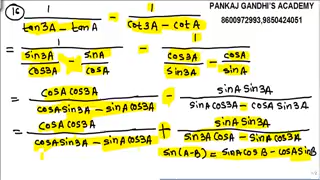 PANKAJ GANDHI'S ACADEMY
8600972993,9850424051
(16) 1/(tan3A - tanA) - 1/(cot3A - cotA)
= 1/(sin3A/cos3A - sinA/cosA) - 1/(cos3A/sin3A - cosA/sinA)
= cosA cos3A/(cosA sin3A - sinA cos3A) - sinA sin3A/(sinA cos3A - cosA sin3A)
= cosA cos3A/(cosA sin3A - sinA cos3A) + sinA sin3A/(sin3A cosA - sinA cos3A)
sin(A-B) = sinA cosB - cosA sinB